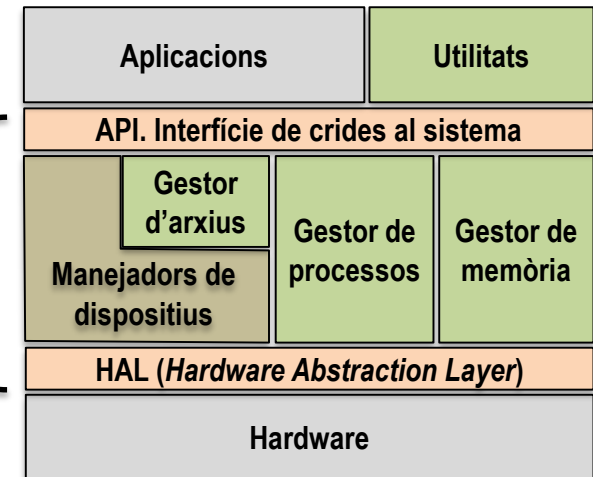 Aplicacions
Utilitats
API. Interfície de crides al sistema
Gestor
d’arxius
Manejadors de
dispositius
Gestor de
processos
Gestor de
memòria
HAL (Hardware Abstraction Layer)
Hardware